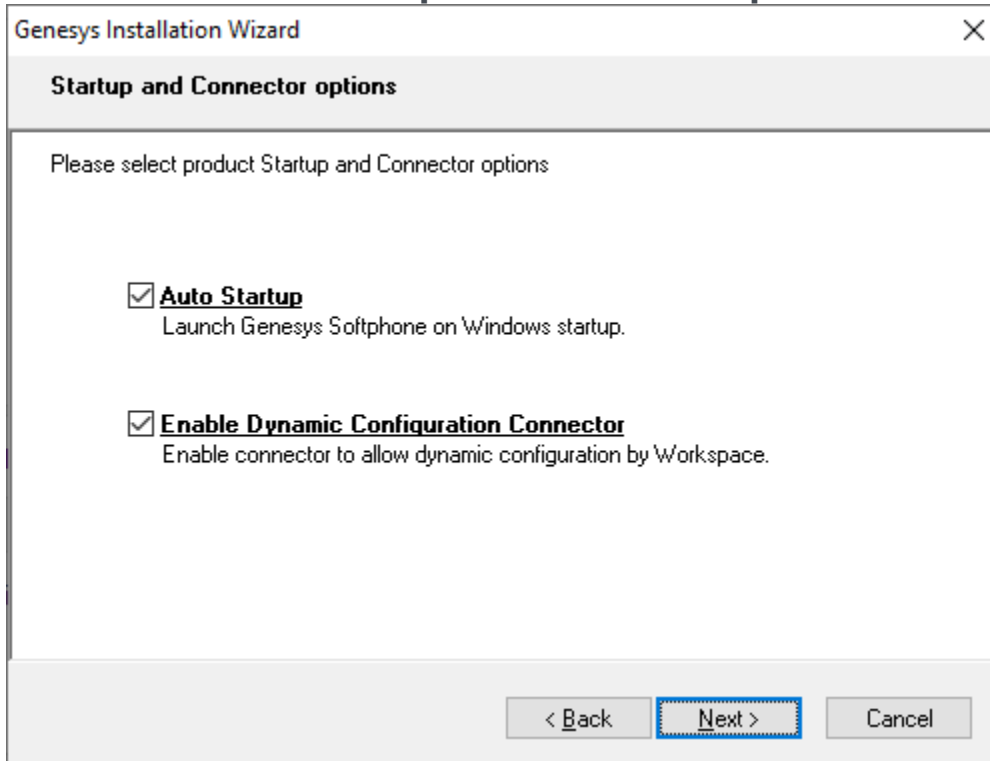 Genesys Installation Wizard
Startup and Connector options
Please select product Startup and Connector options
Auto Startup
Launch Genesys Softphone on Windows startup.
Enable Dynamic Configuration Connector
Enable connector to allow dynamic configuration by Workspace.
< Back Next > Cancel